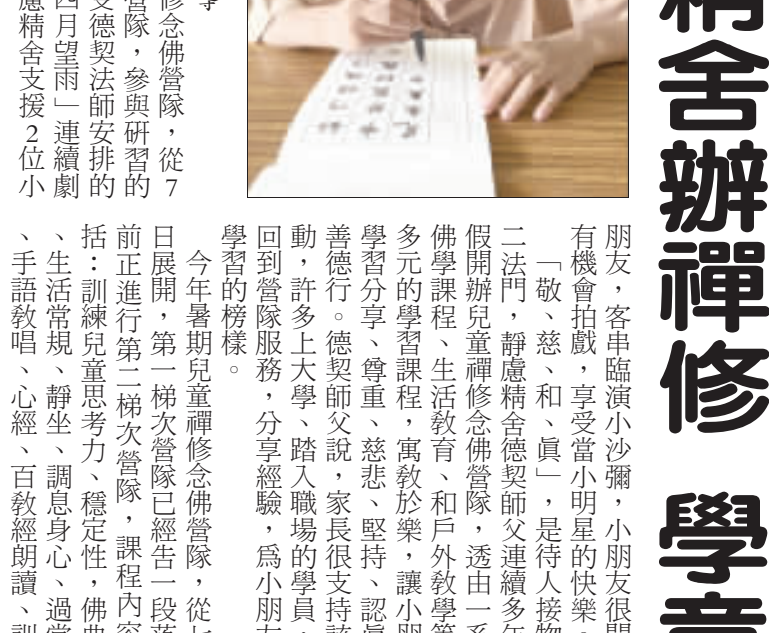 精舍辦禪修 學童
修念佛營隊，從7
營隊，參與硏習的
受德契法師安排的
四月望雨」連續劇
慮精舍支援2位小
朋友，客串臨演小沙彌，小朋友很開
有機會拍戲，享受當小明星的快樂。
「敬、慈、和、眞」，是待人接物
二法門，靜慮精舍德契師父連續多年
假開辦兒童禪修念佛營隊，透由一系
佛學課程、生活敎育、和戶外敎學等
多元的學習課程，寓敎於樂，讓小朋
學習分享、尊重、慈悲、堅持、認眞
善德行。德契師父說，家長很支持該
動，許多上大學、踏入職場的學員，
回到營隊服務，分享經驗，爲小朋友
學習的榜樣。
今年暑期兒童禪修念佛營隊，從七
日展開，第一梯次營隊已經告一段落
前正進行第二梯次營隊，課程內容
括：訓練兒童思考力、穩定性，佛典
、生活常規、靜坐、調息身心、過堂
、手語敎唱、心經、百敎經朗讀、訓